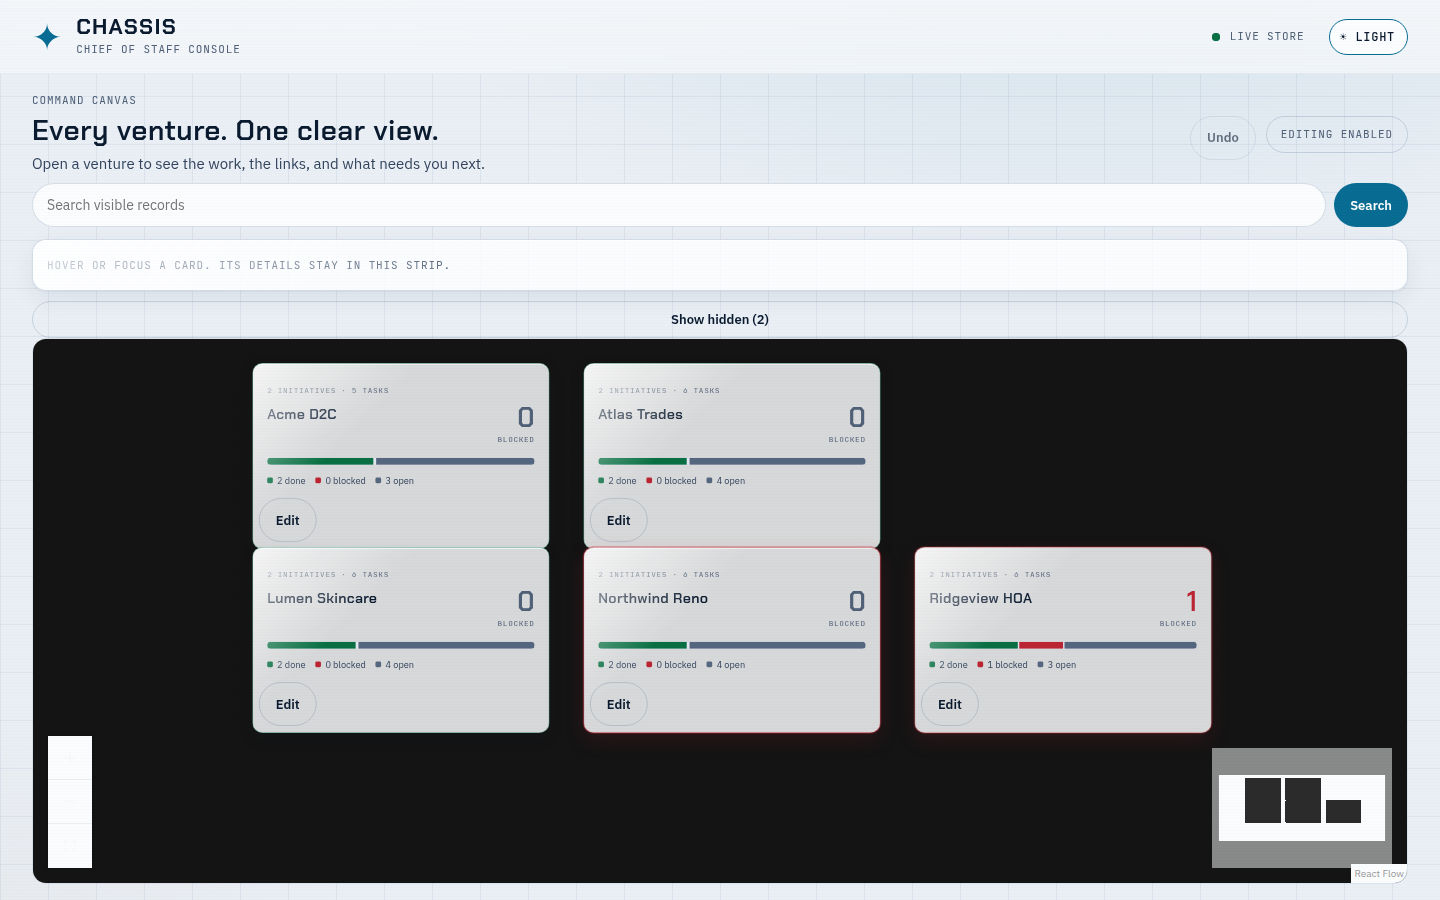 CHASSIS
CHIEF OF STAFF CONSOLE
LIVE STORE
☀ LIGHT
COMMAND CANVAS
Every venture. One clear view.
Open a venture to see the work, the links, and what needs you next.
Undo
EDITING ENABLED
Search visible records
Search
HOVER OR FOCUS A CARD. ITS DETAILS STAY IN THIS STRIP.
Show hidden (2)
2 INITIATIVES · 5 TASKS
Acme D2C
0
BLOCKED
2 done 0 blocked 3 open
Edit
2 INITIATIVES · 6 TASKS
Atlas Trades
0
BLOCKED
2 done 0 blocked 4 open
Edit
2 INITIATIVES · 6 TASKS
Lumen Skincare
0
BLOCKED
2 done 0 blocked 4 open
Edit
2 INITIATIVES · 6 TASKS
Northwind Reno
0
BLOCKED
2 done 0 blocked 4 open
Edit
2 INITIATIVES · 6 TASKS
Ridgeview HOA
1
BLOCKED
2 done 1 blocked 3 open
Edit
React Flow